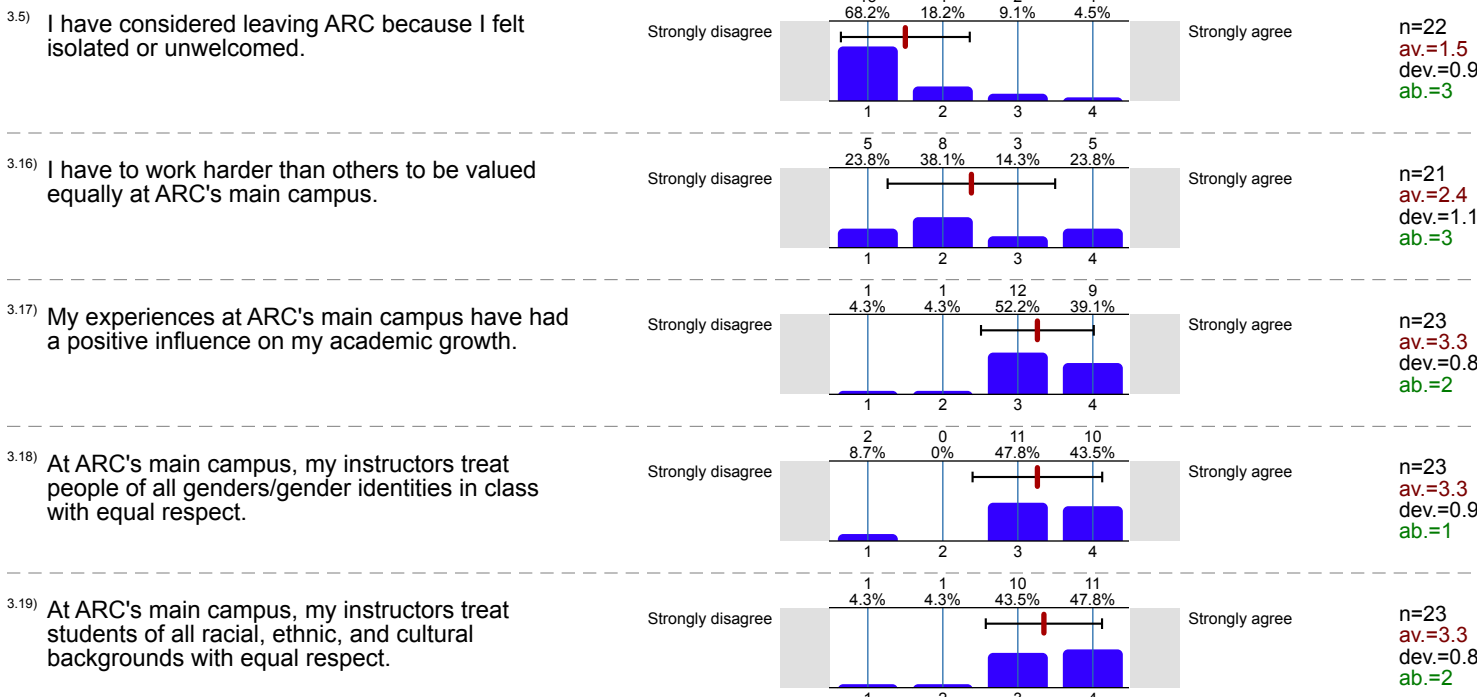 68.2% 18.2% 9.1% 4.5%
3.5) I have considered leaving ARC because I felt
isolated or unwelcomed.
Strongly disagree
Strongly agree
1 2 3 4
n=22
av.=1.5
dev.=0.9
ab.=3
3.16) I have to work harder than others to be valued
equally at ARC's main campus.
Strongly disagree
5 8 3 5
23.8% 38.1% 14.3% 23.8%
1 2 3 4
Strongly agree
n=21
av.=2.4
dev.=1.1
ab.=3
3.17) My experiences at ARC's main campus have had
a positive influence on my academic growth.
Strongly disagree
1 1 12 9
4.3% 4.3% 52.2% 39.1%
1 2 3 4
Strongly agree
n=23
av.=3.3
dev.=0.8
ab.=2
3.18) At ARC's main campus, my instructors treat
people of all genders/gender identities in class
with equal respect.
Strongly disagree
2 0 11 10
8.7% 0% 47.8% 43.5%
1 2 3 4
Strongly agree
n=23
av.=3.3
dev.=0.9
ab.=1
3.19) At ARC's main campus, my instructors treat
students of all racial, ethnic, and cultural
backgrounds with equal respect.
Strongly disagree
1 1 10 11
4.3% 4.3% 43.5% 47.8%
Strongly agree
n=23
av.=3.3
dev.=0.8
ab.=2